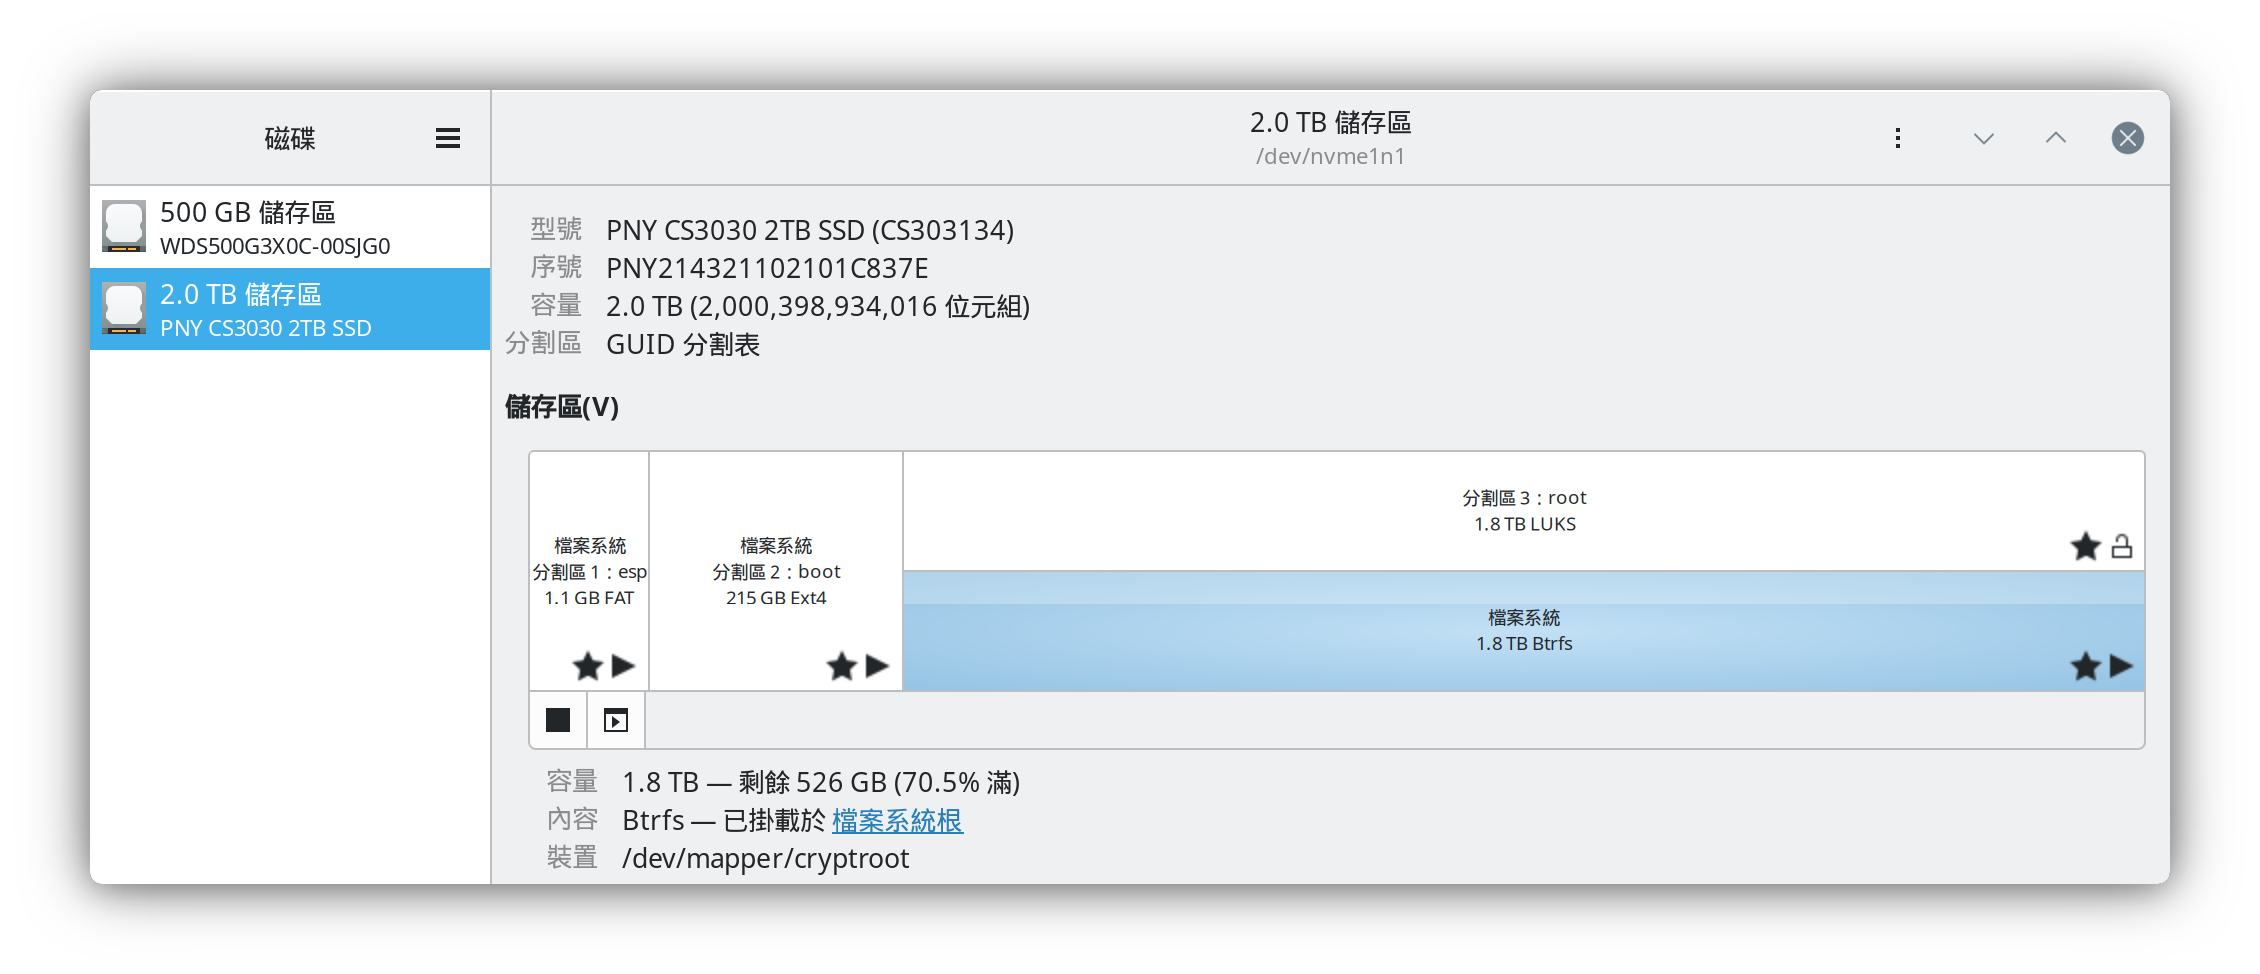 磁碟
2.0 TB 儲存區
/dev/nvme1n1
500 GB 儲存區
WDS500G3X0C-00SJG0
2.0 TB 儲存區
PNY CS3030 2TB SSD
型號 PNY CS3030 2TB SSD (CS303134)
序號 PNY214321102101C837E
容量 2.0 TB (2,000,398,934,016 位元組)
分割區 GUID 分割表
儲存區(V)
檔案系統
分割區 1：esp
1.1 GB FAT
檔案系統
分割區 2：boot
215 GB Ext4
分割區 3：root
1.8 TB LUKS
檔案系統
1.8 TB Btrfs
容量 1.8 TB — 剩餘 526 GB (70.5% 滿)
內容 Btrfs — 已掛載於 檔案系統根
裝置 /dev/mapper/cryptroot